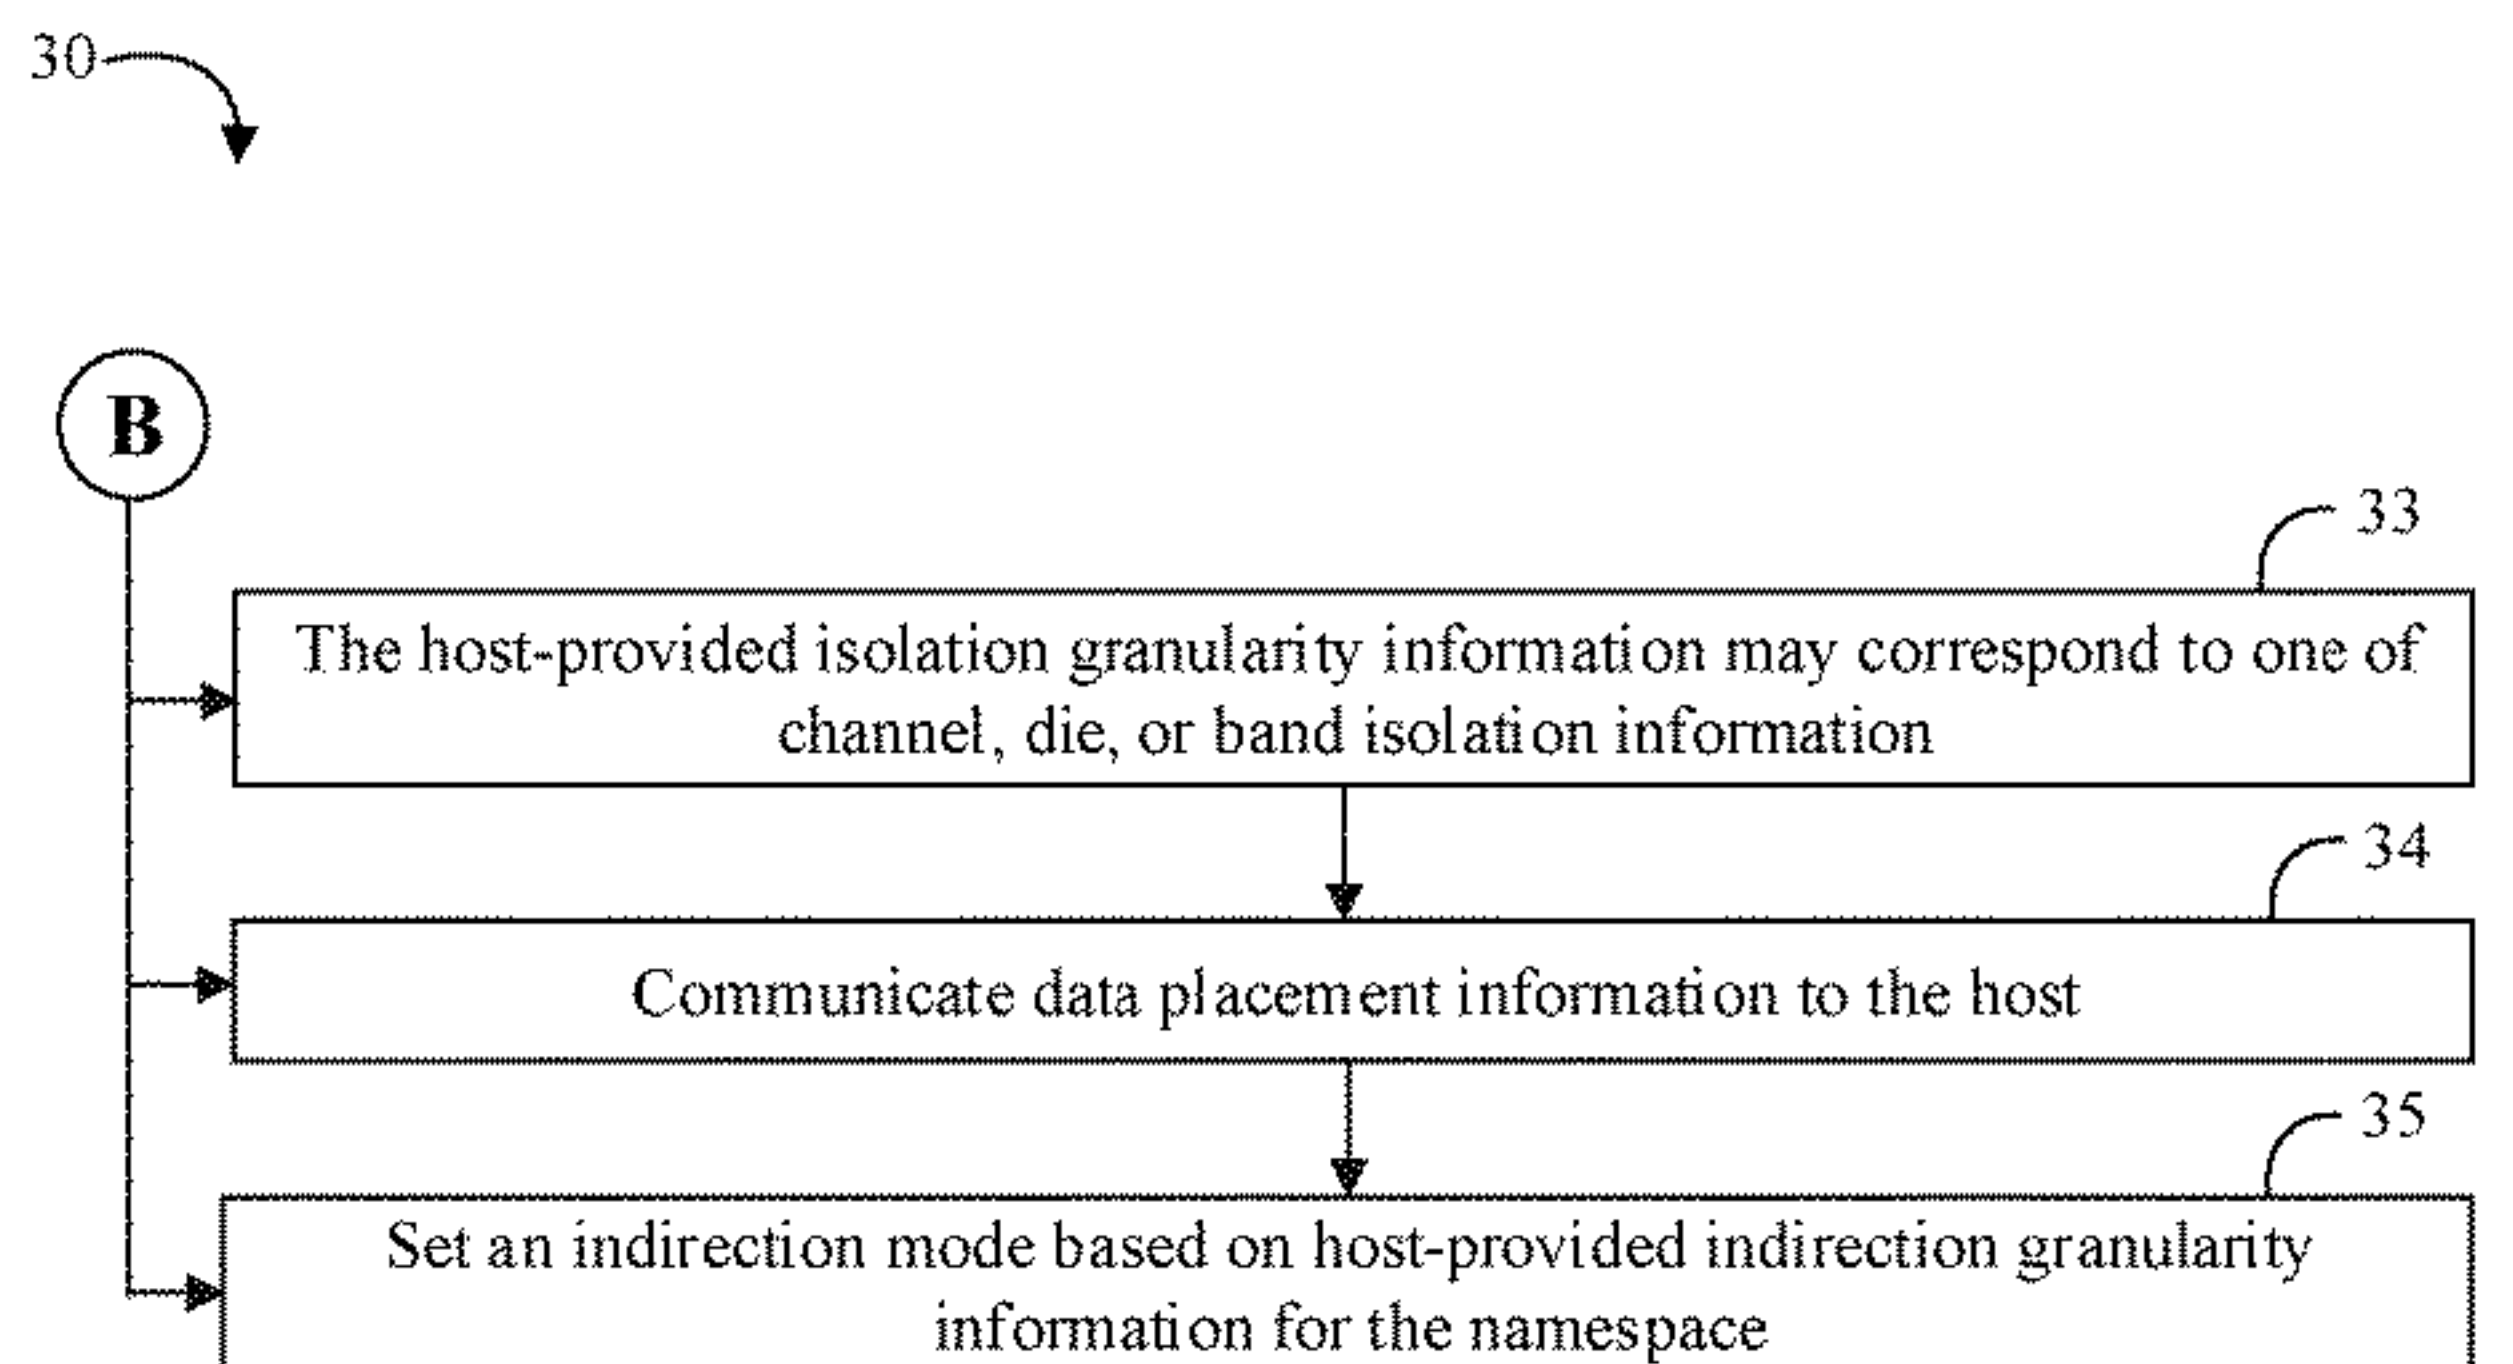 30
B
33
The host-provided isolation granularity information may correspond to one of
channel, die, or band isolation information
34
Communicate data placement information to the host
35
Set an indirection mode based on host-provided indirection granularity
information for the namespace